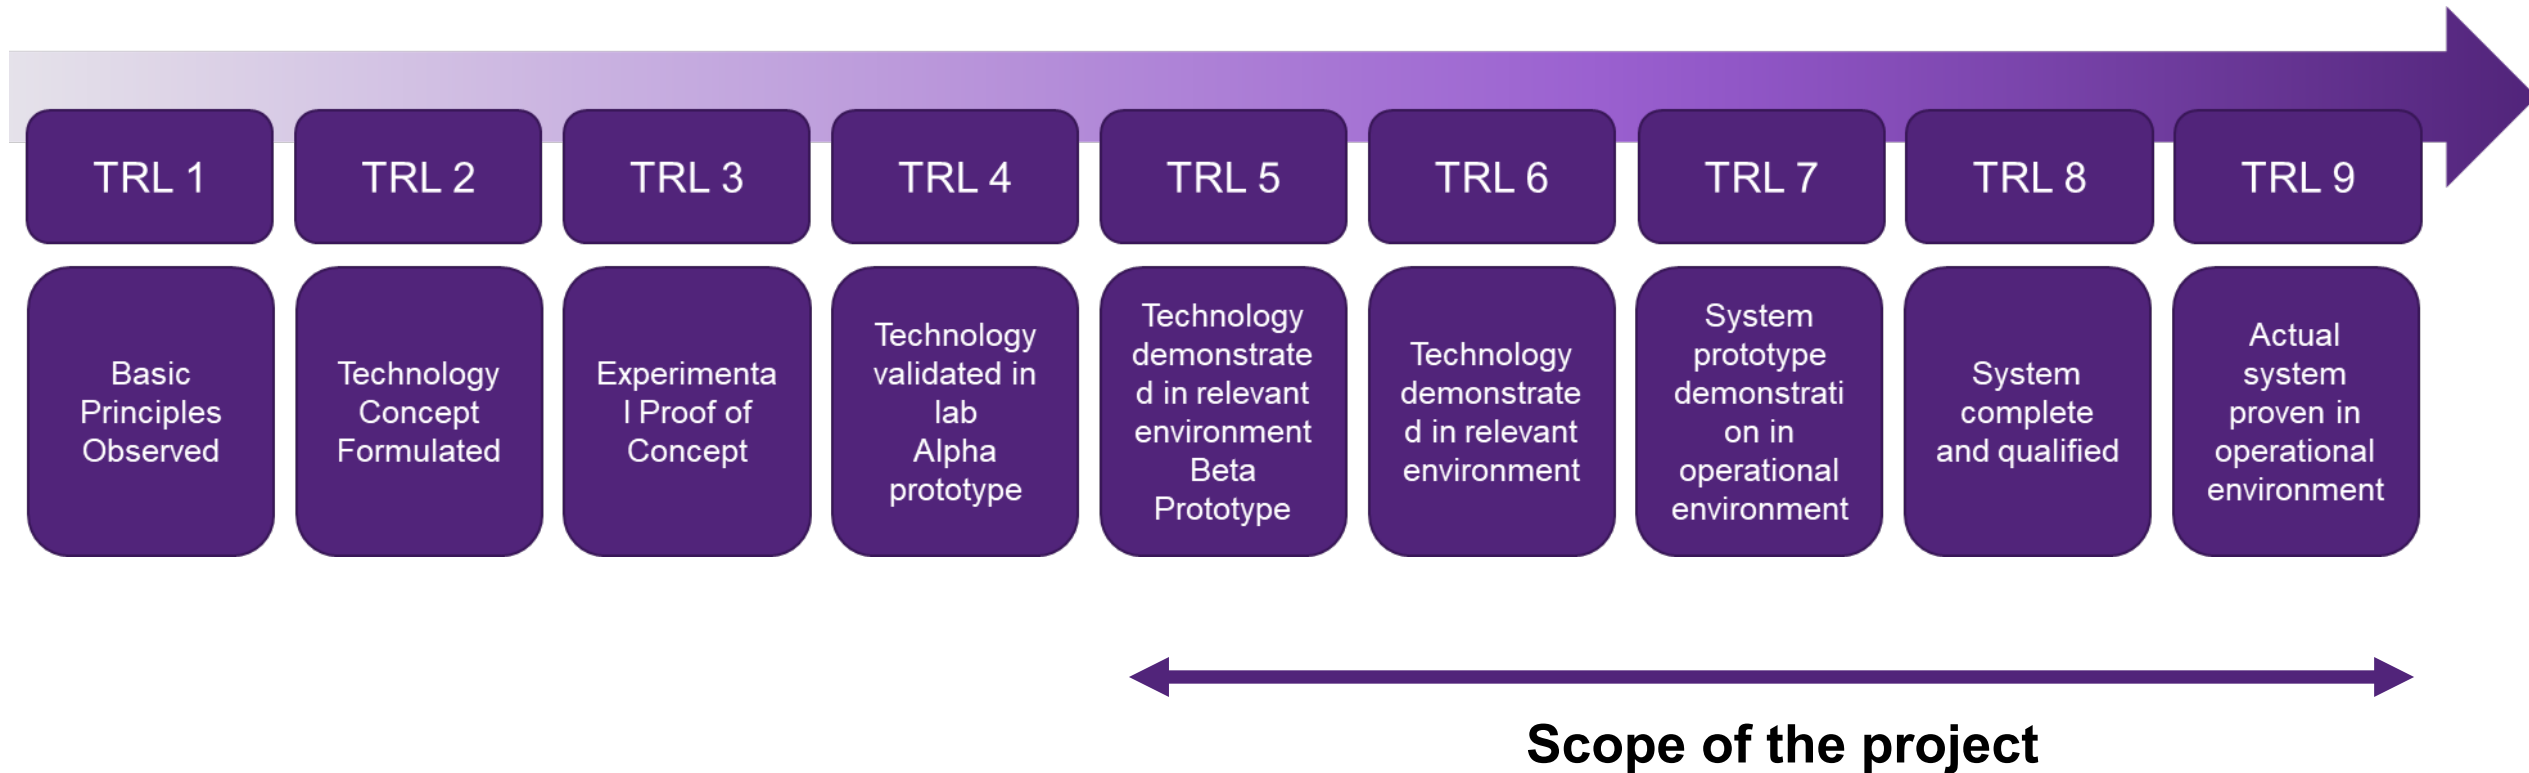 TRL 1
TRL 2
TRL 3
TRL 4
TRL 5
TRL 6
TRL 7
TRL 8
TRL 9
Basic
Principles
Observed
Technology
Concept
Formulated
Experimenta
l Proof of
Concept
Technology
validated in
lab
Alpha
prototype
Technology
demonstrate
d in relevant
environment
Beta
Prototype
Technology
demonstrate
d in relevant
environment
System
prototype
demonstrati
on in
operational
environment
System
complete
and qualified
Actual
system
proven in
operational
environment
Scope of the project